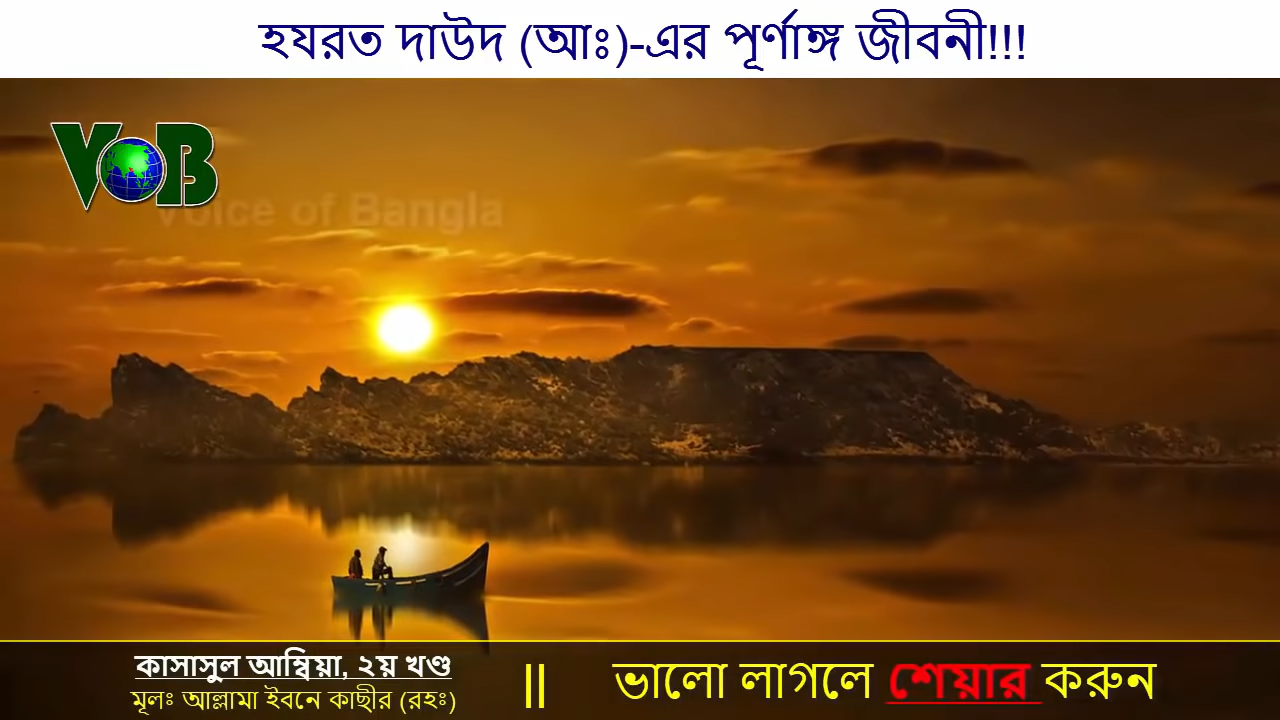 হযরত দাউদ (আঃ)-এর পূর্ণাঙ্গ জীবনী!!!
VOB
Voice of Bangla
কাসাসুল আম্বিয়া, ২য় খণ্ড
মূলঃ আল্লামা ইবনে কাছীর (রহঃ)
|| ভালো লাগলে শেয়ার করুন